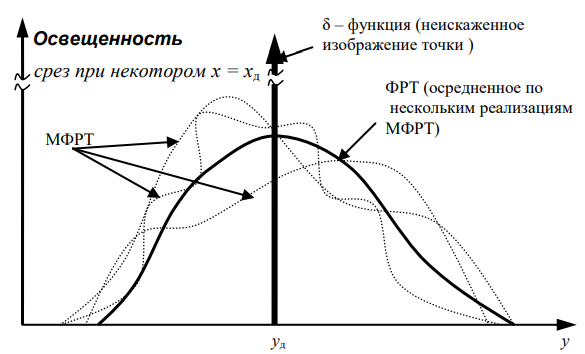 δ – функция (неискаженное
изображение точки )
Освещенность
срез при некотором x = xд
ФРТ (осредненное по
нескольким реализациям
МФРТ)
МФРТ
yд
y